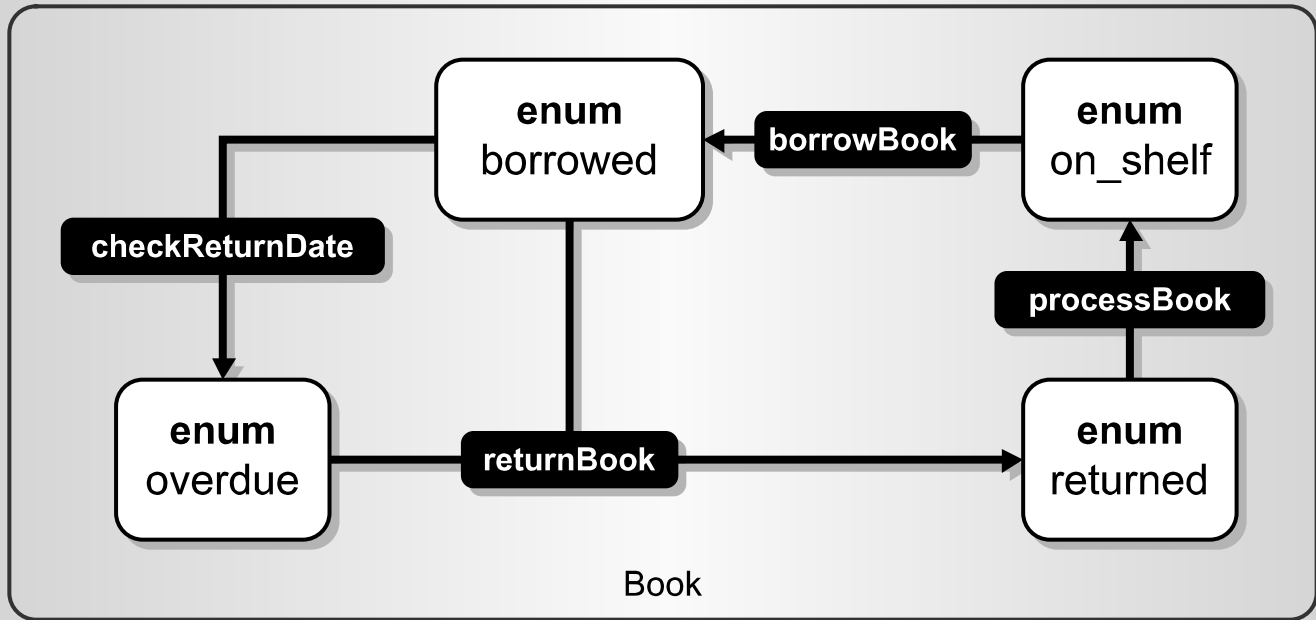 enum
borrowed
borrowBook
enum
on_shelf
checkReturnDate
processBook
enum
overdue
returnBook
enum
returned
Book